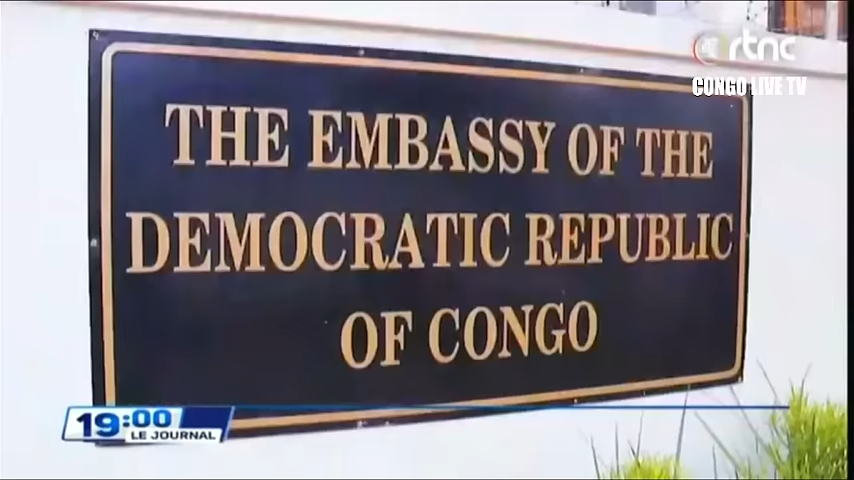 rtnc
CONGO LIVE TV
THE EMBASSY OF THE
DEMOCRATIC REPUBLIC
OF CONGO
19:00
LE JOURNAL